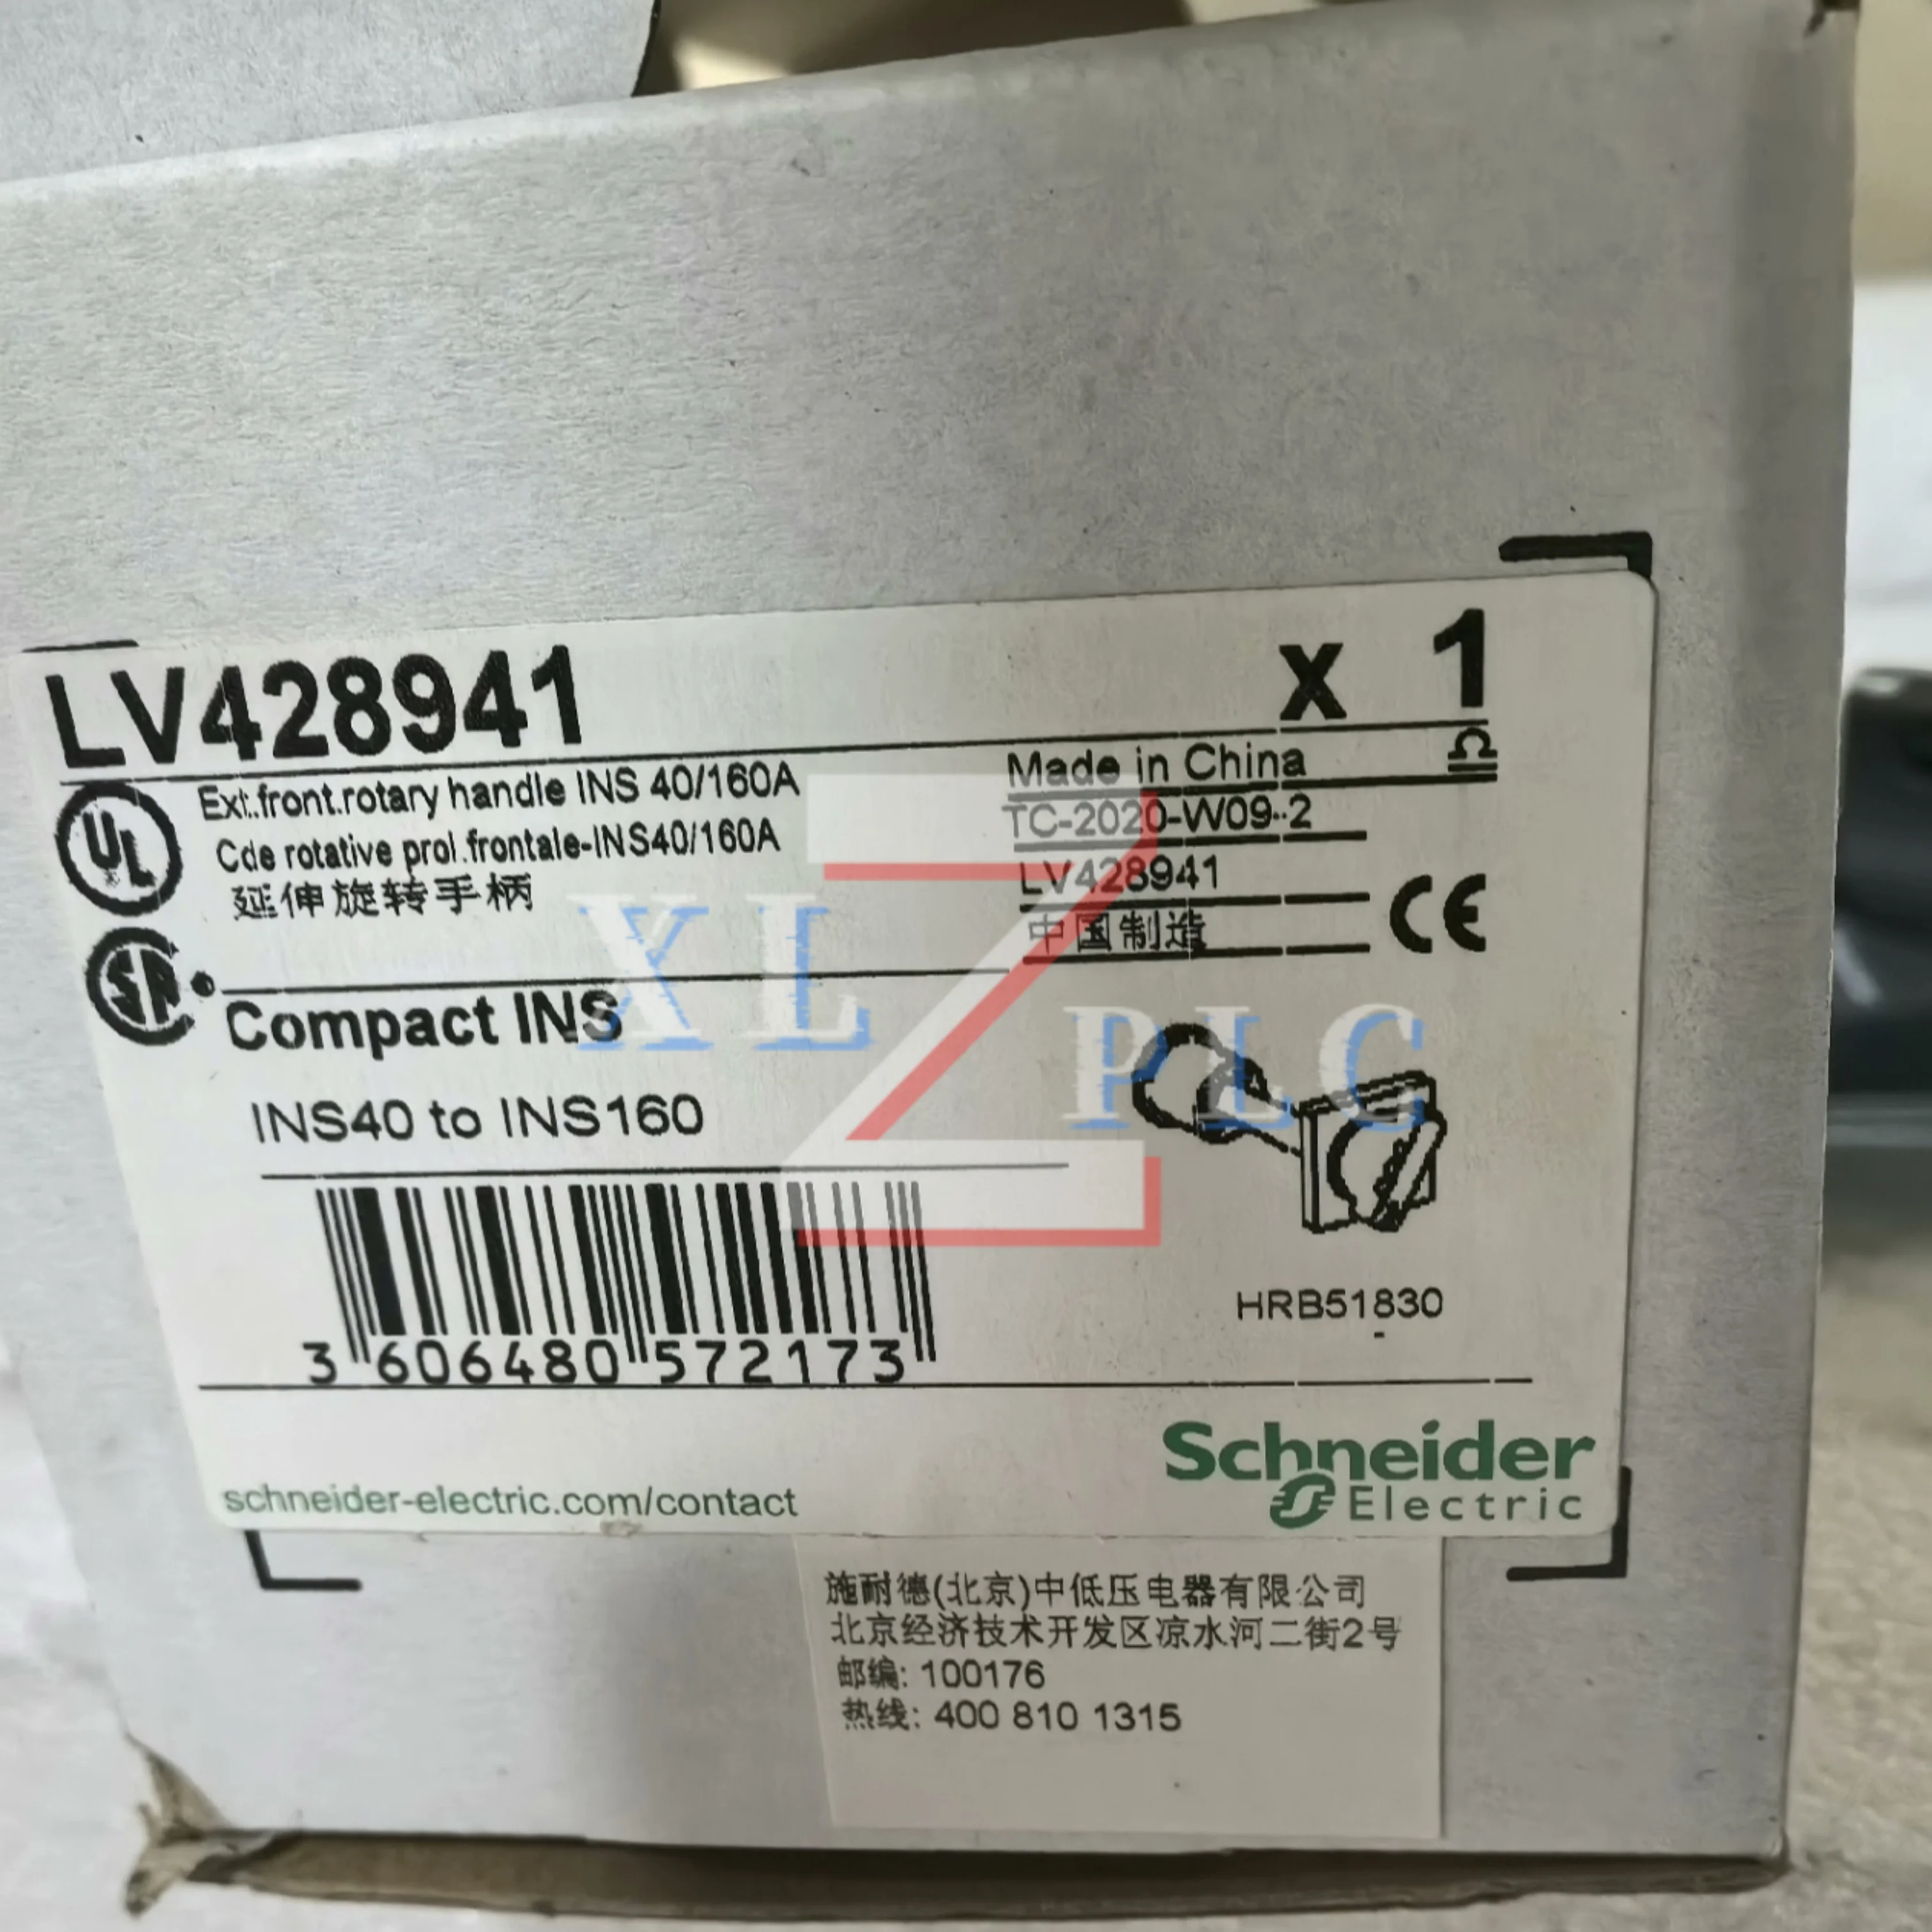 LV428941
x 1
UL
Ext.front.rotary handle INS 40/160A
Cde rotative prol.frontale-INS40/160A
延伸旋转手柄
Made in China
TC-2020-W09-2
LV428941
中国制造
CE
SA
Compact INS
INS40 to INS160
XLZ PLC
HRB51830
3 606480 572173
schneider-electric.com/contact
Schneider
Electric
施耐德(北京)中低压电器有限公司
北京经济技术开发区凉水河二街2号
邮编: 100176
热线: 400 810 1315